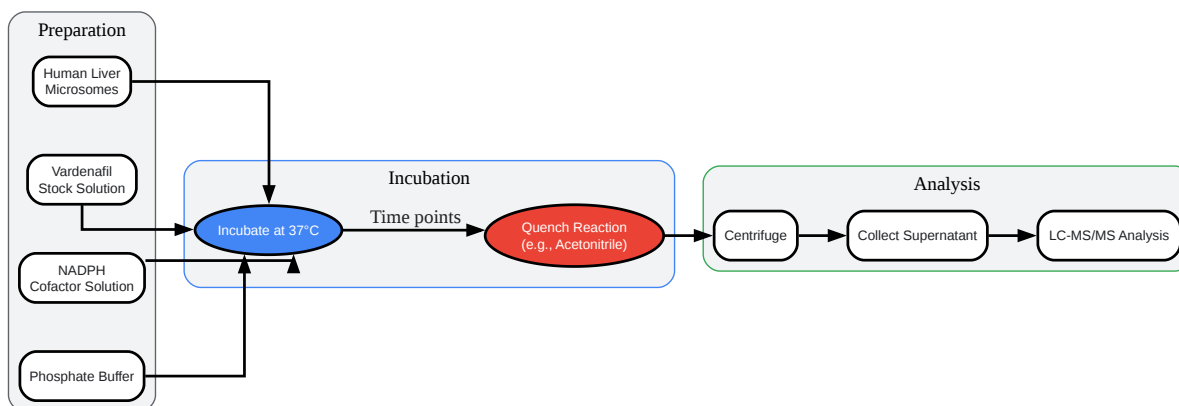 Preparation
Human Liver
Microsomes
Vardenafil
Stock Solution
NADPH
Cofactor Solution
Phosphate Buffer
Incubation
Incubate at 37°C
Time points
Quench Reaction
(e.g., Acetonitrile)
Analysis
Centrifuge
Collect Supernatant
LC-MS/MS Analysis